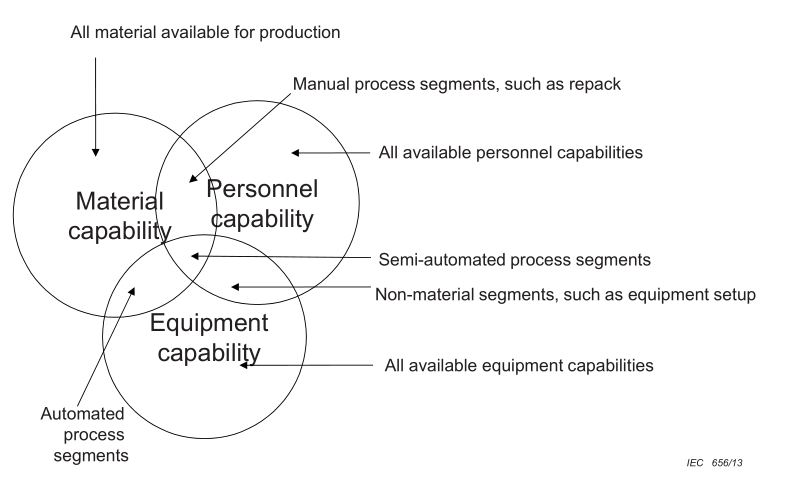 All material available for production
Manual process segments, such as repack
All available personnel capabilities
Material
capability
Personnel
capability
Semi-automated process segments
Non-material segments, such as equipment setup
Equipment
capability
All available equipment capabilities
Automated
process
segments
IEC 656/13